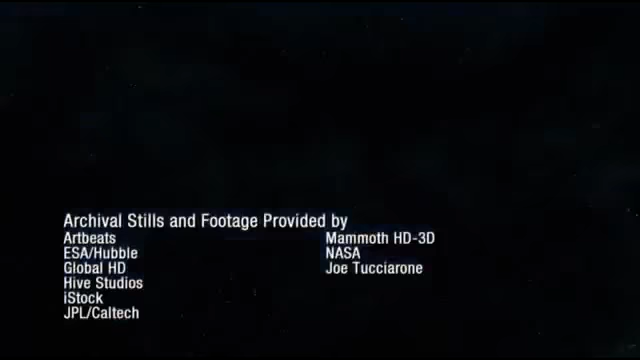 Archival Stills and Footage Provided by
Artbeats
ESA/Hubble
Global HD
Hive Studios
iStock
JPL/Caltech
Mammoth HD-3D
NASA
Joe Tucciarone